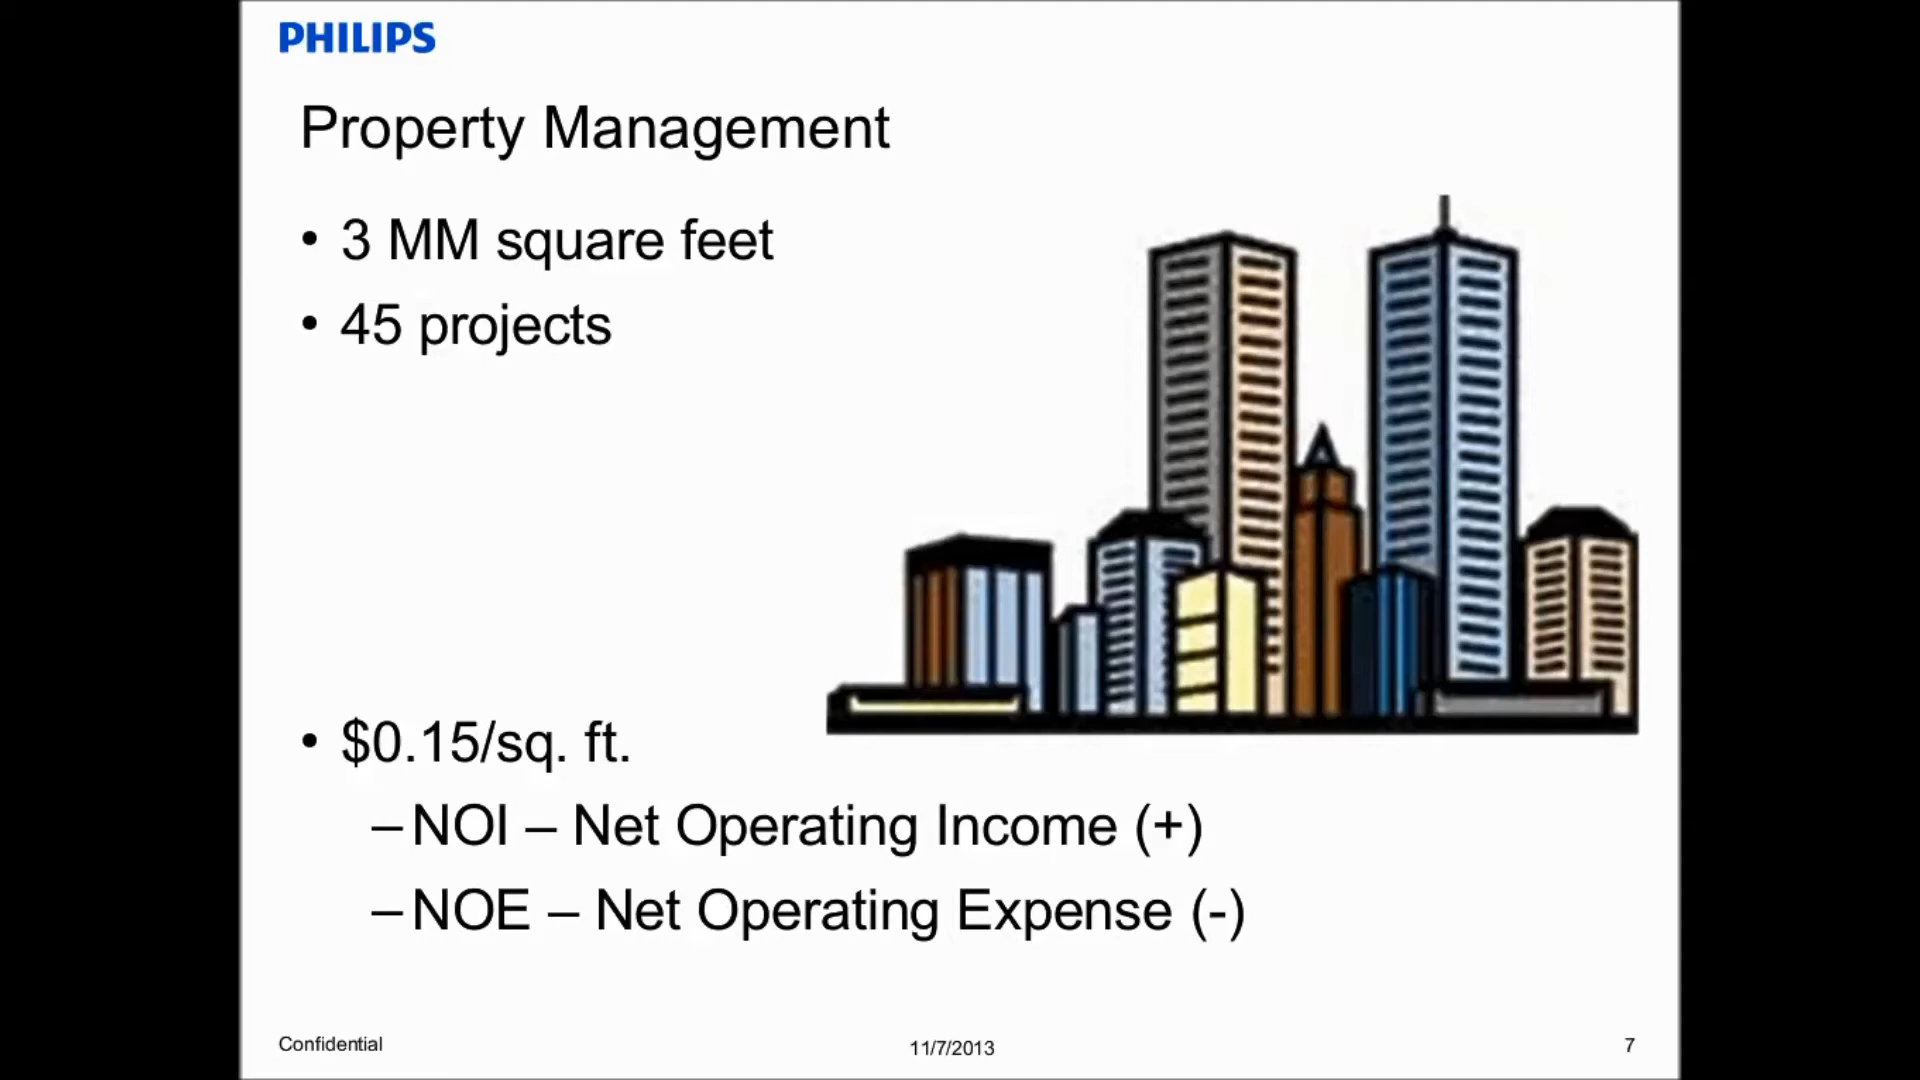 PHILIPS
Property Management
• 3 MM square feet
• 45 projects
• $0.15/sq. ft.
– NOI – Net Operating Income (+)
– NOE – Net Operating Expense (-)
Confidential
11/7/2013
7